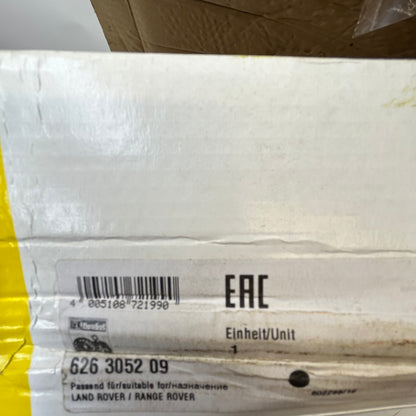 4 005108 721990
EAC
Einheit/Unit
1
626 3052 09
Passend für/suitable for/назначение
LAND ROVER / RANGE ROVER